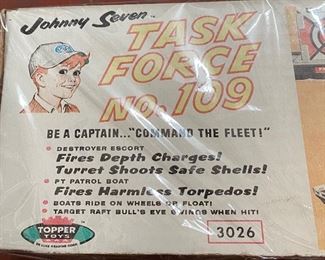 Johnny Seven ™
TASK
FORCE
No. 109
BE A CAPTAIN..."COMMAND THE FLEET!"
DESTROYER ESCORT
Fires Depth Charges!
Turret Shoots Safe Shells!
PT PATROL BOAT
Fires Harmless Torpedos!
BOATS RIDE ON WHEELS OR FLOAT!
TARGET RAFT BULL'S EYE SWINGS WHEN HIT!
TOPPER
TOYS
3026